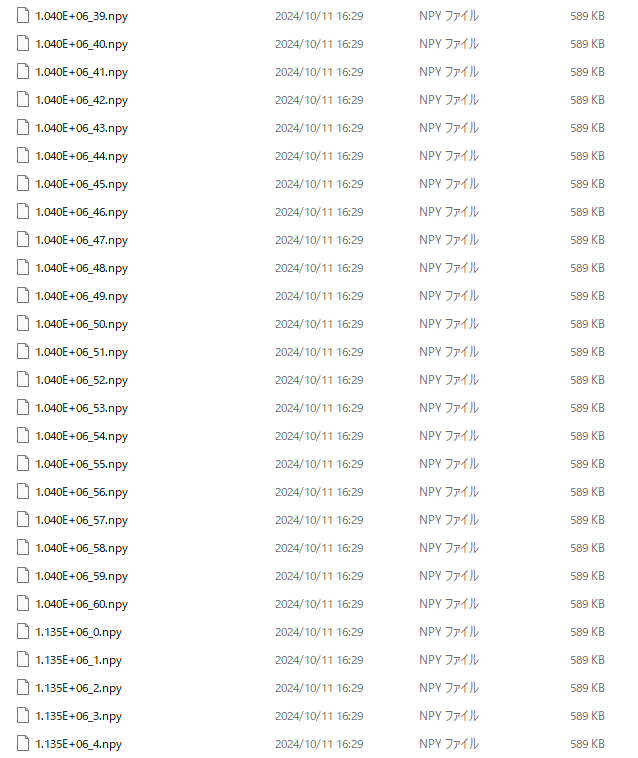 1.040E+06_39.npy 2024/10/11 16:29 NPY ファイル 589 KB
1.040E+06_40.npy 2024/10/11 16:29 NPY ファイル 589 KB
1.040E+06_41.npy 2024/10/11 16:29 NPY ファイル 589 KB
1.040E+06_42.npy 2024/10/11 16:29 NPY ファイル 589 KB
1.040E+06_43.npy 2024/10/11 16:29 NPY ファイル 589 KB
1.040E+06_44.npy 2024/10/11 16:29 NPY ファイル 589 KB
1.040E+06_45.npy 2024/10/11 16:29 NPY ファイル 589 KB
1.040E+06_46.npy 2024/10/11 16:29 NPY ファイル 589 KB
1.040E+06_47.npy 2024/10/11 16:29 NPY ファイル 589 KB
1.040E+06_48.npy 2024/10/11 16:29 NPY ファイル 589 KB
1.040E+06_49.npy 2024/10/11 16:29 NPY ファイル 589 KB
1.040E+06_50.npy 2024/10/11 16:29 NPY ファイル 589 KB
1.040E+06_51.npy 2024/10/11 16:29 NPY ファイル 589 KB
1.040E+06_52.npy 2024/10/11 16:29 NPY ファイル 589 KB
1.040E+06_53.npy 2024/10/11 16:29 NPY ファイル 589 KB
1.040E+06_54.npy 2024/10/11 16:29 NPY ファイル 589 KB
1.040E+06_55.npy 2024/10/11 16:29 NPY ファイル 589 KB
1.040E+06_56.npy 2024/10/11 16:29 NPY ファイル 589 KB
1.040E+06_57.npy 2024/10/11 16:29 NPY ファイル 589 KB
1.040E+06_58.npy 2024/10/11 16:29 NPY ファイル 589 KB
1.040E+06_59.npy 2024/10/11 16:29 NPY ファイル 589 KB
1.040E+06_60.npy 2024/10/11 16:29 NPY ファイル 589 KB
1.135E+06_0.npy 2024/10/11 16:29 NPY ファイル 589 KB
1.135E+06_1.npy 2024/10/11 16:29 NPY ファイル 589 KB
1.135E+06_2.npy 2024/10/11 16:29 NPY ファイル 589 KB
1.135E+06_3.npy 2024/10/11 16:29 NPY ファイル 589 KB
1.135E+06_4.npy 2024/10/11 16:29 NPY ファイル 589 KB